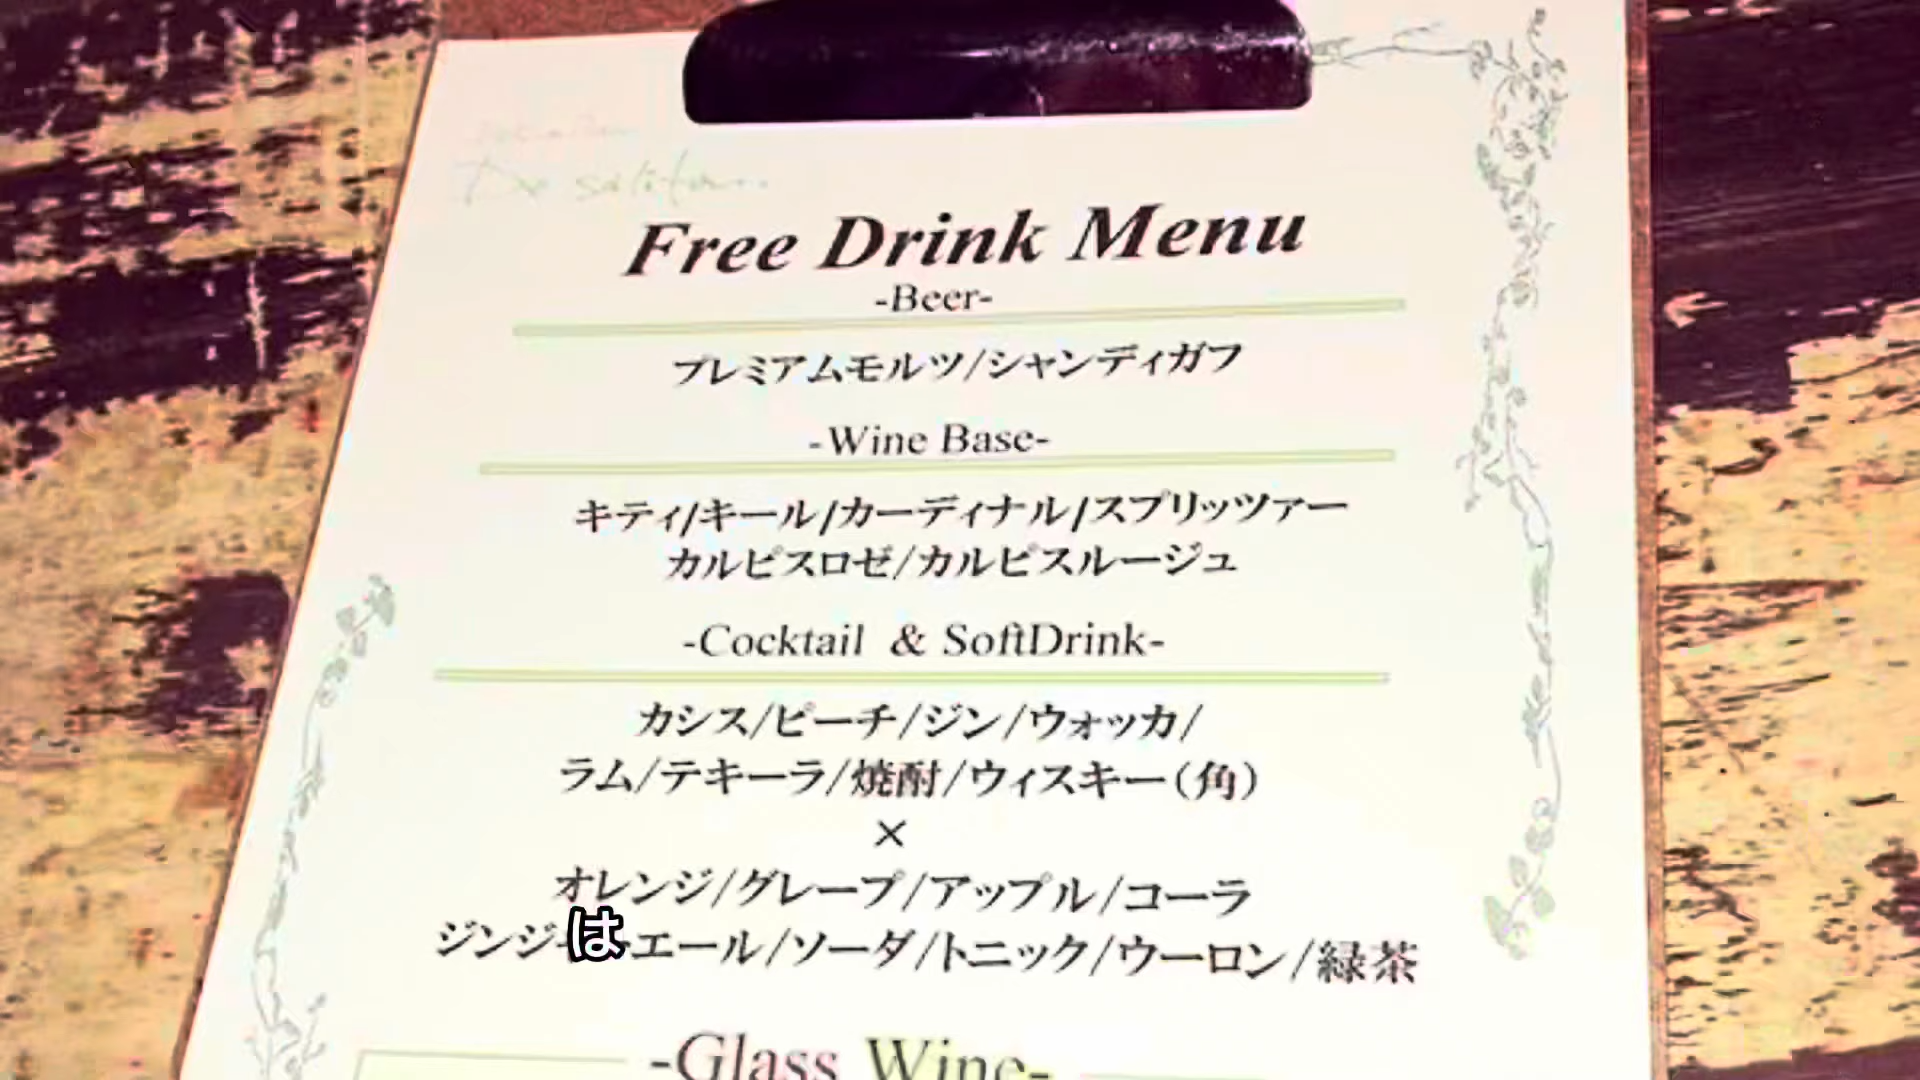 Free Drink Menu
-Beer-
プレミアムモルツ/シャンディガフ
-Wine Base-
キティ/キール/カーディナル/スプリッツァー
カルピスロゼ/カルピスルージュ
-Cocktail & SoftDrink-
カシス/ピーチ/ジン/ウォッカ/
ラム/テキーラ/焼酎/ウィスキー(角)
×
オレンジ/グレープ/アップル/コーラ
は
ジンジャーエール/ソーダ/トニック/ウーロン/緑茶
-Glass Wine-